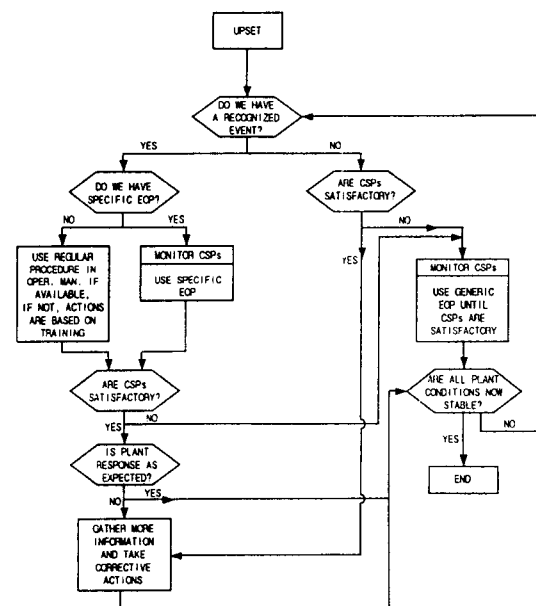 UPSET
DO WE HAVE
A RECOGNIZED
EVENT?
YES
NO
DO WE HAVE
SPECIFIC EOP?
ARE CSPs
SATISFACTORY?
NO
YES
NO
YES
USE REGULAR
PROCEDURE IN
OPER. MAN. IF
AVAILABLE,
IF NOT, ACTIONS
ARE BASED ON
TRAINING
MONITOR CSPs
USE SPECIFIC
EOP
MONITOR CSPs
USE GENERIC
EOP UNTIL
CSPs ARE
SATISFACTORY
ARE CSPs
SATISFACTORY?
ARE ALL PLANT
CONDITIONS NOW
STABLE?
NO
YES
YES
NO
IS PLANT
RESPONSE AS
EXPECTED?
YES
NO
END
GATHER MORE
INFORMATION
AND TAKE
CORRECTIVE
ACTIONS